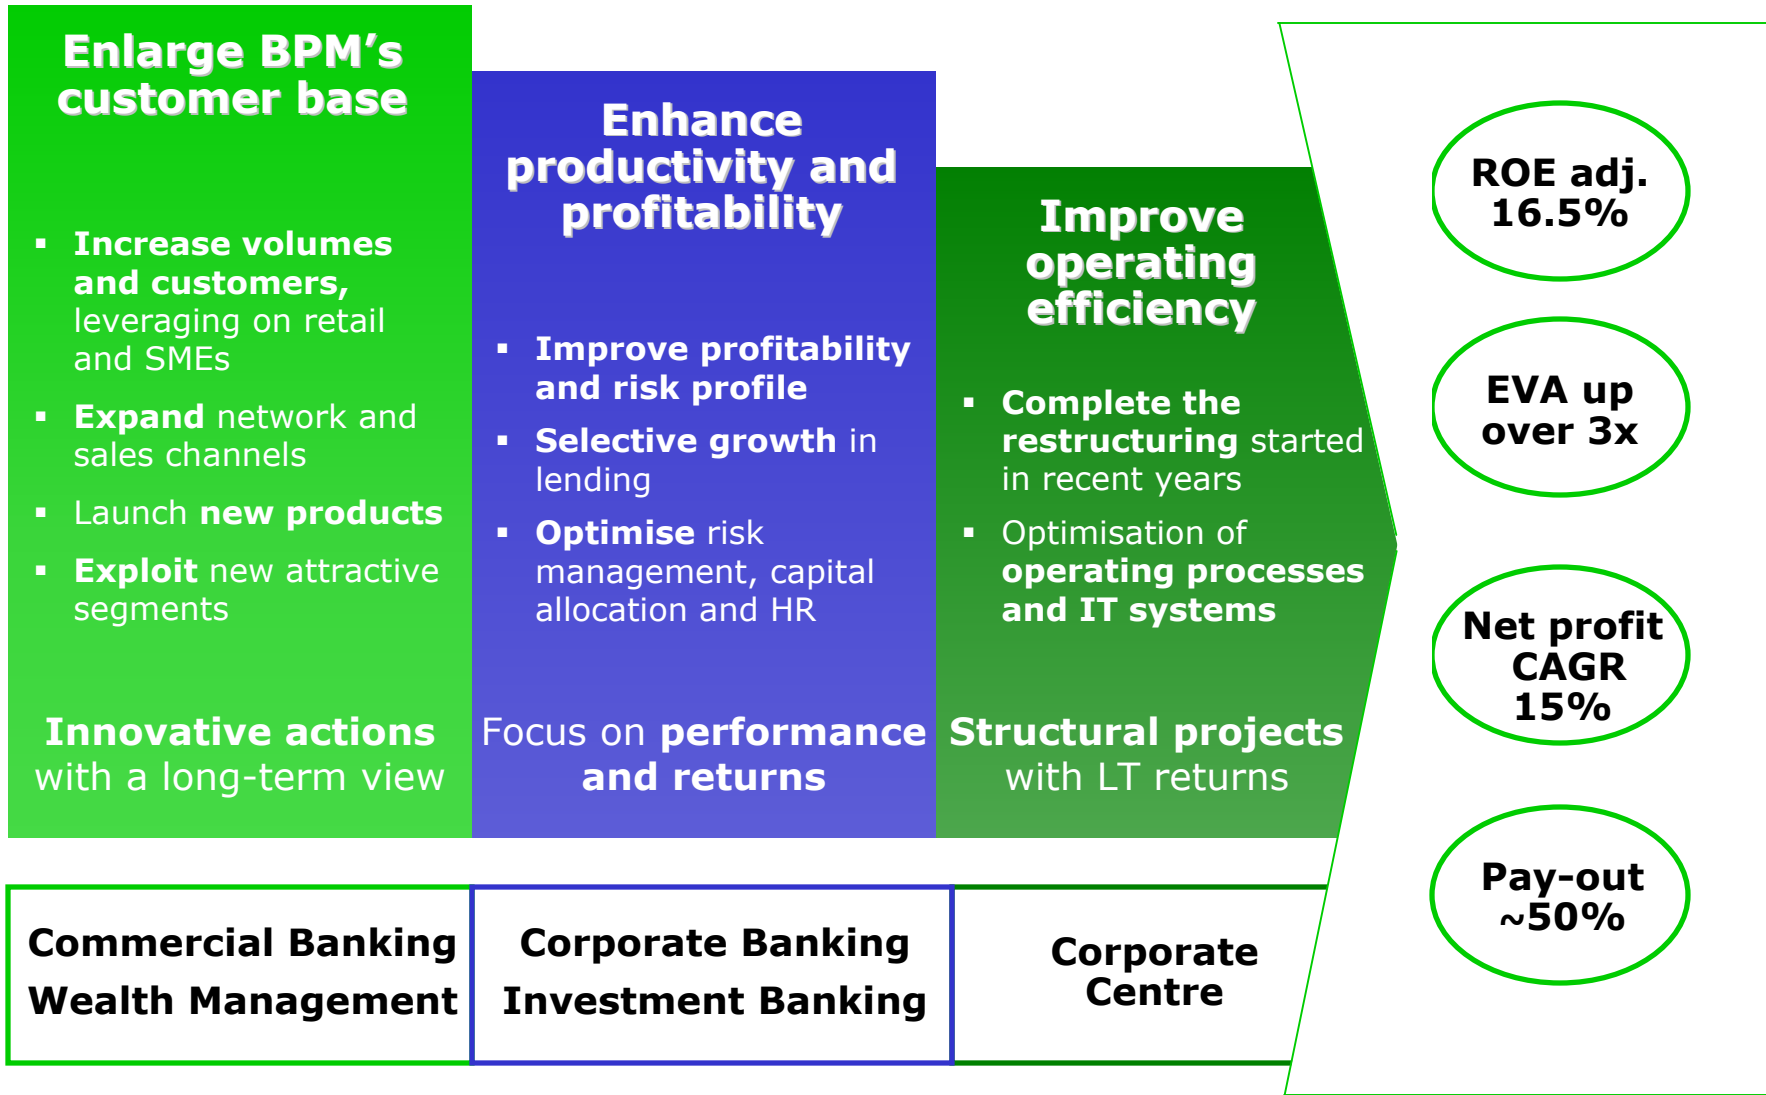 Enlarge BPM’s
customer base
▪ Increase volumes
and customers,
leveraging on retail
and SMEs
▪ Expand network and
sales channels
▪ Launch new products
▪ Exploit new attractive
segments
Innovative actions
with a long-term view
Enhance
productivity and
profitability
▪ Improve profitability
and risk profile
▪ Selective growth in
lending
▪ Optimise risk
management, capital
allocation and HR
Focus on performance
and returns
Improve
operating
efficiency
▪ Complete the
restructuring started
in recent years
▪ Optimisation of
operating processes
and IT systems
Structural projects
with LT returns
Commercial Banking
Wealth Management
Corporate Banking
Investment Banking
Corporate
Centre
ROE adj.
16.5%
EVA up
over 3x
Net profit
CAGR
15%
Pay-out
~50%